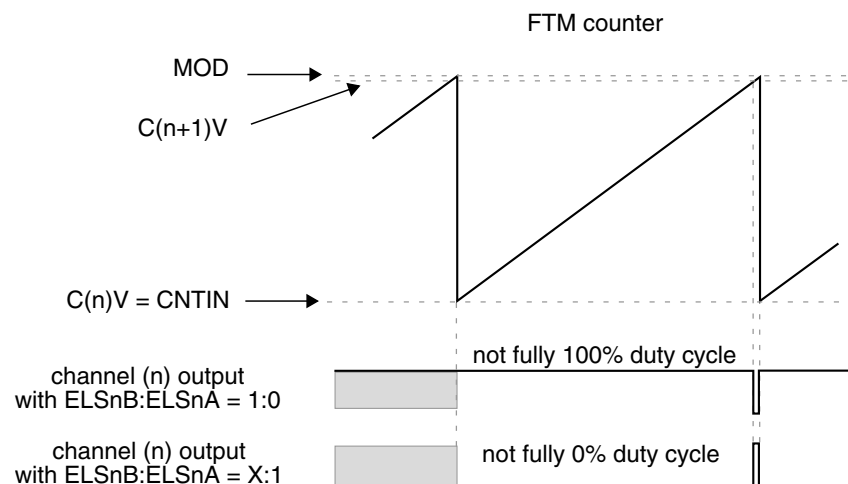 FTM counter
MOD
C(n+1)V
C(n)V = CNTIN
not fully 100% duty cycle
channel (n) output
with ELSnB:ELSnA = 1:0
channel (n) output
with ELSnB:ELSnA = X:1
not fully 0% duty cycle